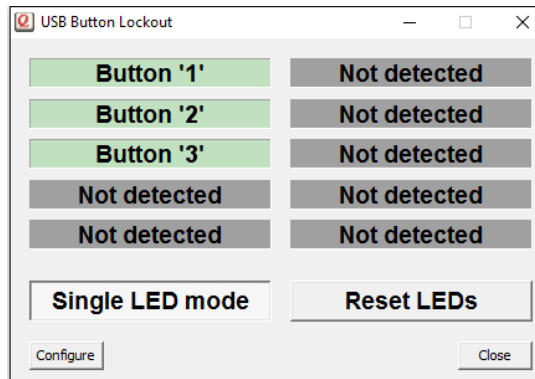 USB Button Lockout
Button '1' Not detected
Button '2' Not detected
Button '3' Not detected
Not detected Not detected
Not detected Not detected
Single LED mode Reset LEDs
Configure Close